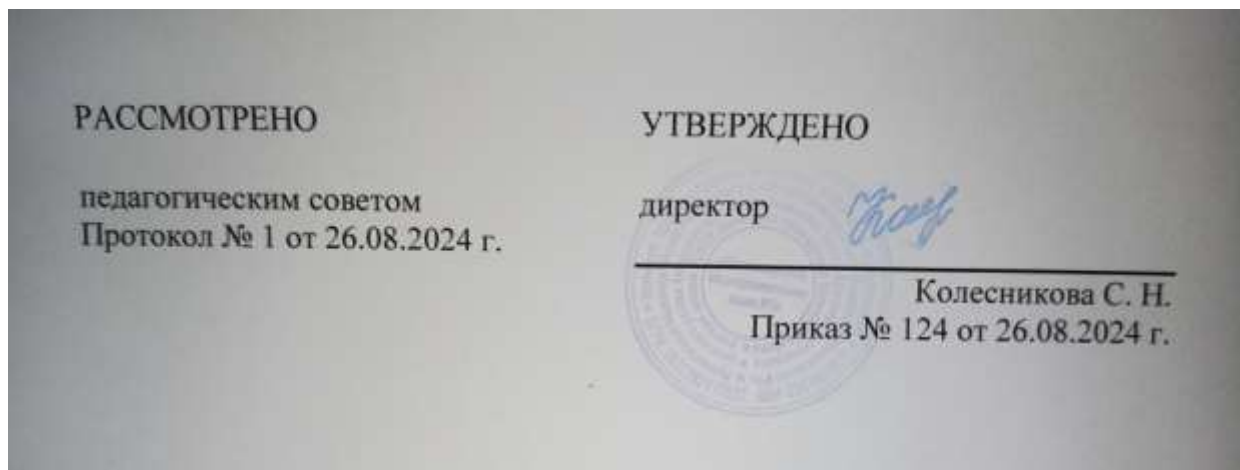 РАССМОТРЕНО
педагогическим советом
Протокол № 1 от 26.08.2024 г.
УТВЕРЖДЕНО
директор
Колесникова С. Н.
Приказ № 124 от 26.08.2024 г.